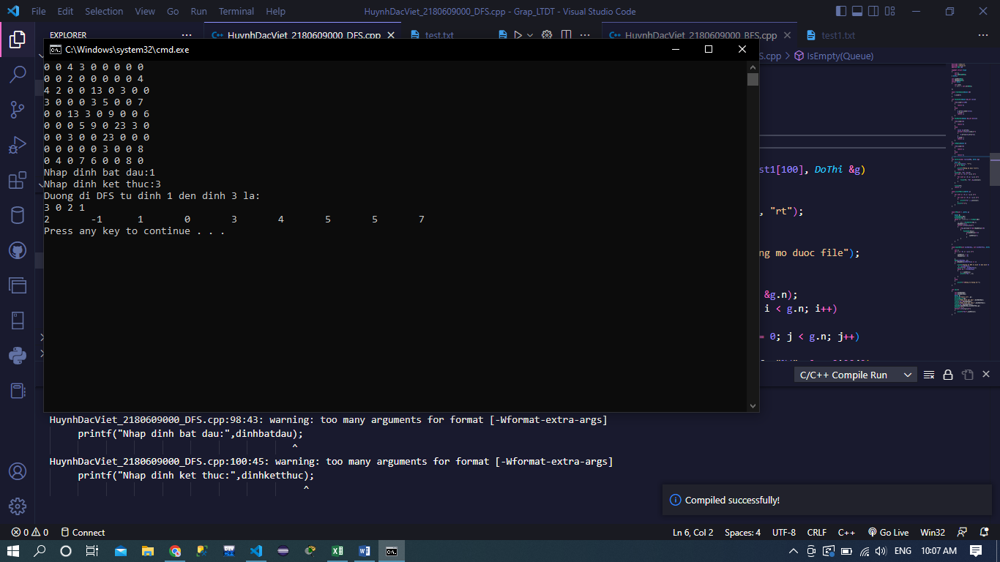 File Edit Selection View Go Run Terminal Help HuynhDacViet_2180609000_DFS.cpp - Grap_LTDT - Visual Studio Code
EXPLORER ... HuynhDacViet_2180609000_DFS.cpp test.txt HuynhDacViet_2180609000_BFS.cpp test1.txt ...
C:\Windows\system32\cmd.exe
S.cpp > IsEmpty(Queue)
0 0 4 3 0 0 0 0 0
0 0 2 0 0 0 0 0 4
4 2 0 0 13 0 3 0 0
3 0 0 0 3 5 0 0 7
0 0 13 3 0 9 0 0 6
0 0 0 5 9 0 23 3 0
0 0 3 0 0 23 0 0 0
0 0 0 0 0 3 0 0 8
0 4 0 7 6 0 0 8 0
Nhap dinh bat dau:1
Nhap dinh ket thuc:3
Duong di DFS tu dinh 1 den dinh 3 la:
3 0 2 1
2 -1 1 0 3 4 5 5 7
Press any key to continue . . .
st1[100], DoThi &g)
, "rt");
ng mo duoc file");
&g.n);
i < g.n; i++)
= 0; j < g.n; j++)
C/C++ Compile Run
HuynhDacViet_2180609000_DFS.cpp:98:43: warning: too many arguments for format [-Wformat-extra-args]
printf("Nhap dinh bat dau:",dinhbatdau);
^
HuynhDacViet_2180609000_DFS.cpp:100:45: warning: too many arguments for format [-Wformat-extra-args]
printf("Nhap dinh ket thuc:",dinhketthuc);
^
Compiled successfully!
0 0 Connect Ln 6, Col 2 Spaces: 4 UTF-8 CRLF C++ Go Live Win32
ENG 10:07 AM